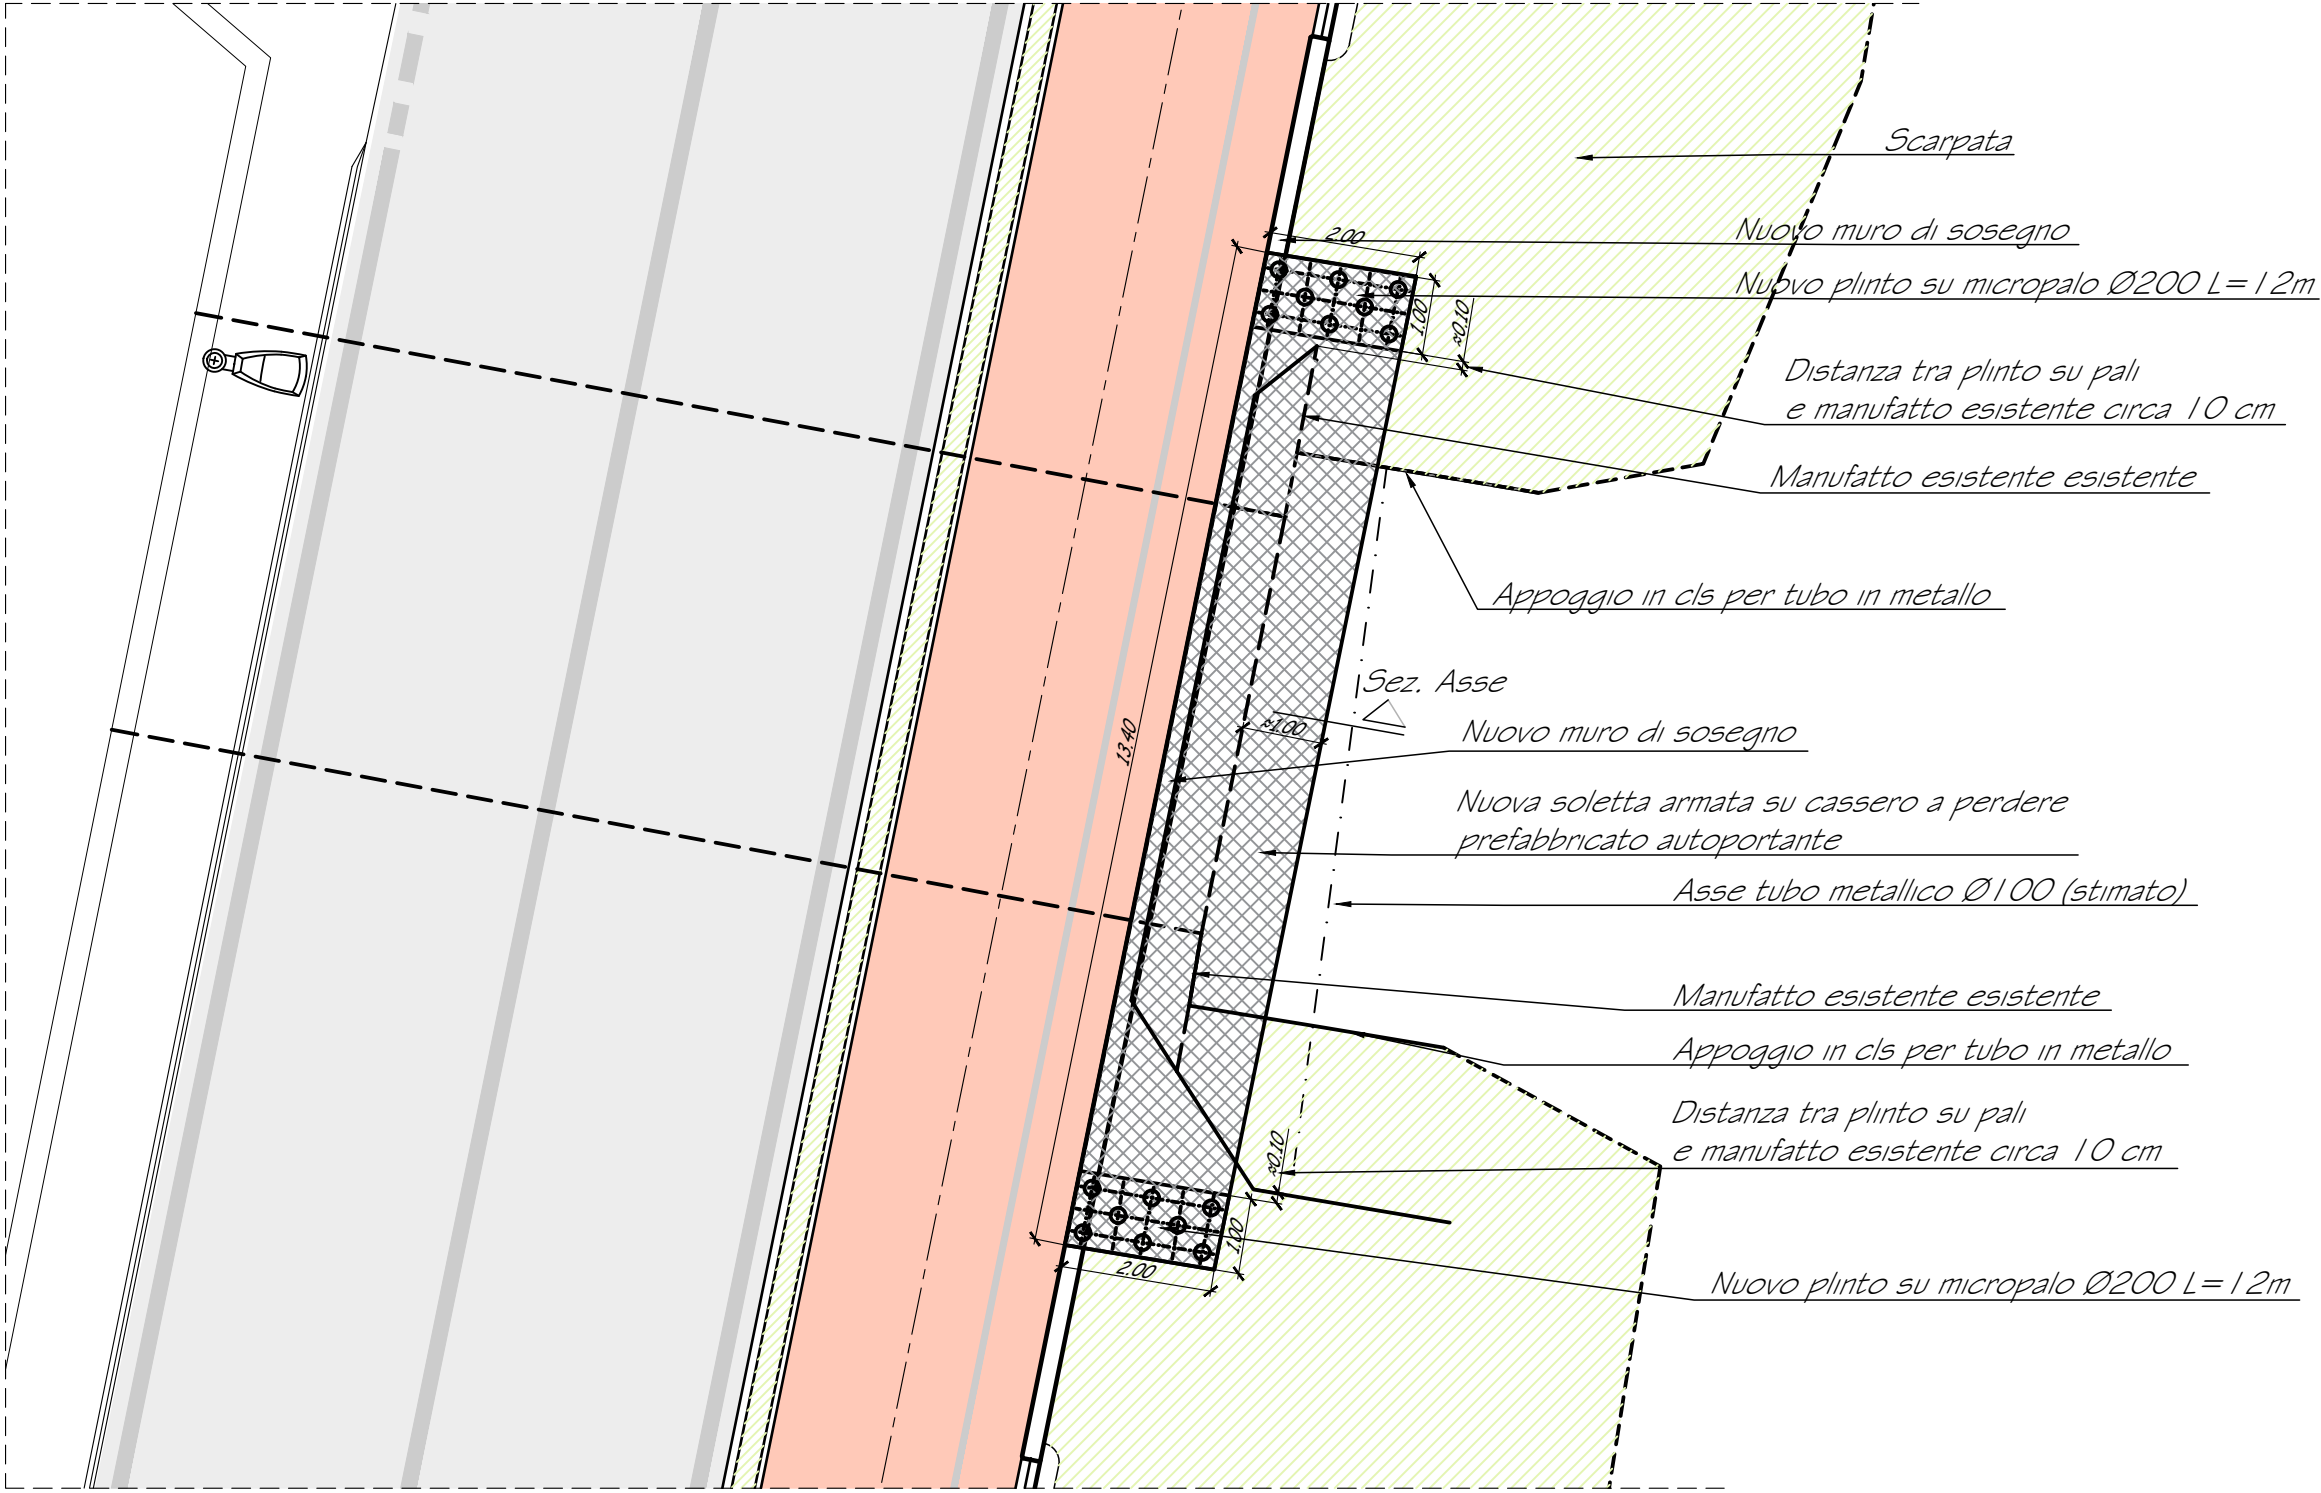 Scarpata
2.00
Nuovo muro di sosegno
Nuovo plinto su micropalo Ø200 L=12m
1.00
≈0.10
Distanza tra plinto su pali
e manufatto esistente circa 10 cm
Manufatto esistente esistente
Appoggio in cls per tubo in metallo
Sez. Asse
≈1.00
13.40
Nuovo muro di sosegno
Nuova soletta armata su cassero a perdere
prefabbricato autoportante
Asse tubo metallico Ø100 (stimato)
Manufatto esistente esistente
Appoggio in cls per tubo in metallo
Distanza tra plinto su pali
e manufatto esistente circa 10 cm
≈0.10
1.00
2.00
Nuovo plinto su micropalo Ø200 L=12m